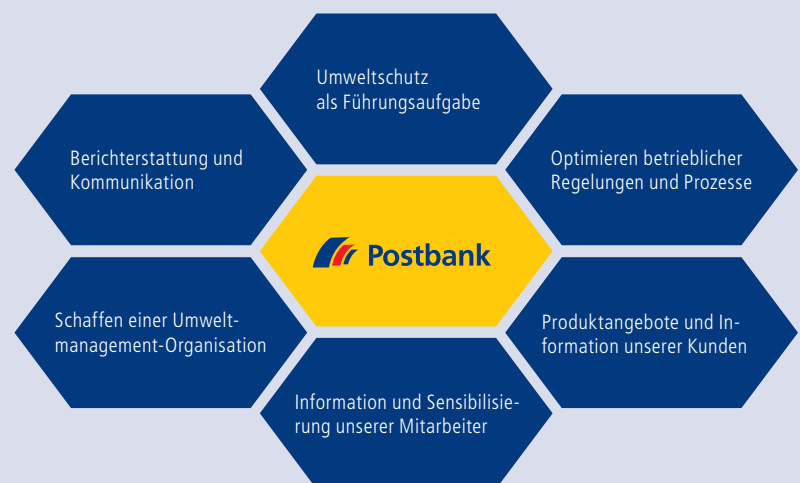 Umweltschutz
als Führungsaufgabe
Berichterstattung und
Kommunikation
Optimieren betrieblicher
Regelungen und Prozesse
Postbank
Schaffen einer Umwelt-
management-Organisation
Produktangebote und In-
formation unserer Kunden
Information und Sensibilisie-
rung unserer Mitarbeiter